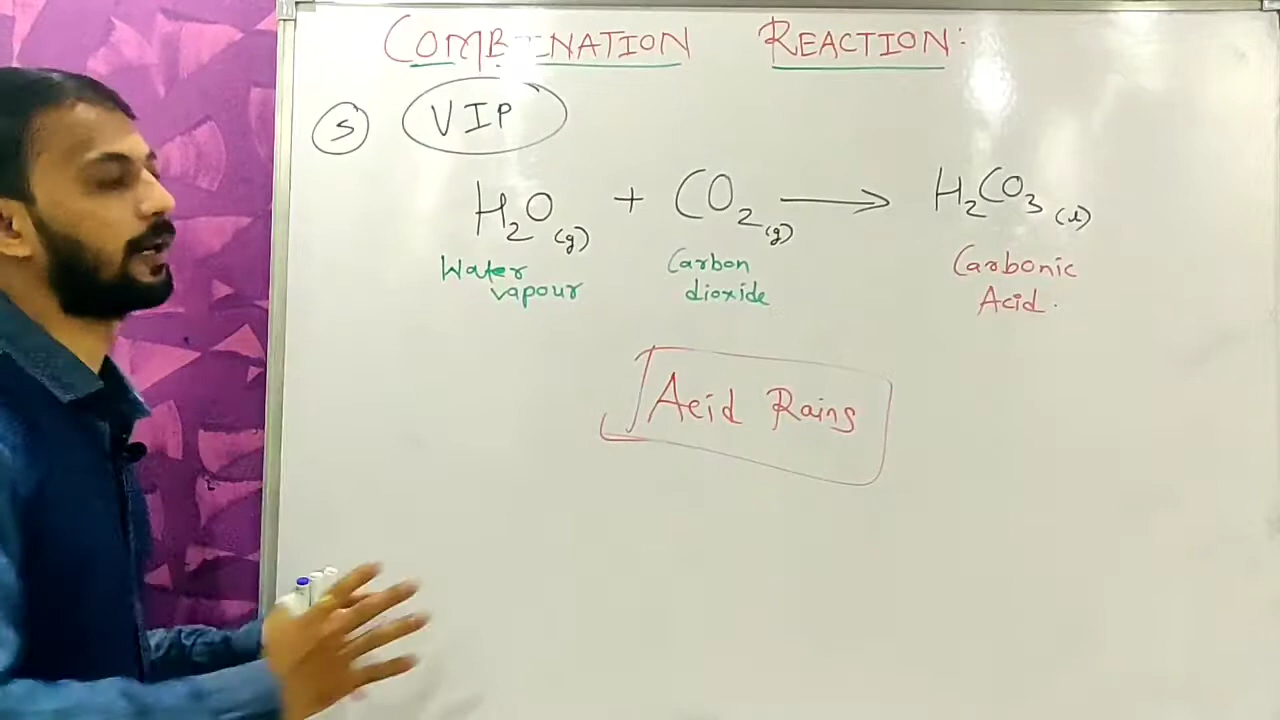 COMBINATION REACTION:
5 VIP
H₂O(g) + CO₂(g) ⟶ H₂CO₃(l)
Water vapour
Carbon dioxide
Carbonic Acid.
Acid Rains